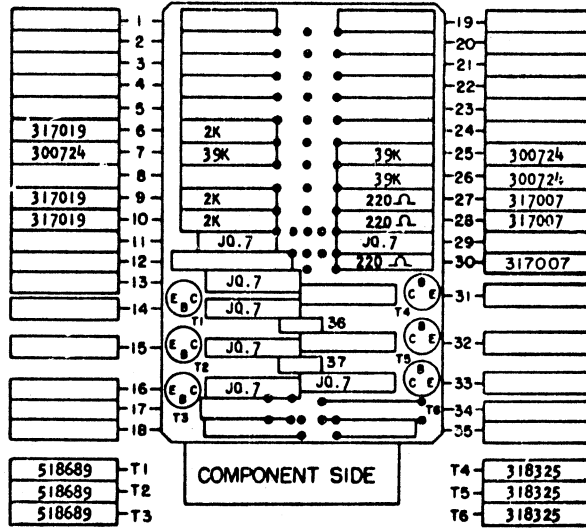 1 19
2 20
3 21
4 22
5 23
317019 6 2K 24
300724 7 39K 39K 25 300724
8 39K 26 300724
317019 9 2K 220Ω 27 317007
317019 10 2K 220Ω 28 317007
11 JQ.7 JQ.7 29
12 220Ω 30 317007
13 JQ.7
E B C C B E 31
14 JQ.7 T4
T1 36
E B C C B E 32
15 JQ.7 T5
T2 37
E B C C B E 33
16 JQ.7 JQ.7
17 T3 T6 34
18 35
518689 T1 COMPONENT SIDE T4 318325
518689 T2 T5 318325
518689 T3 T6 318325